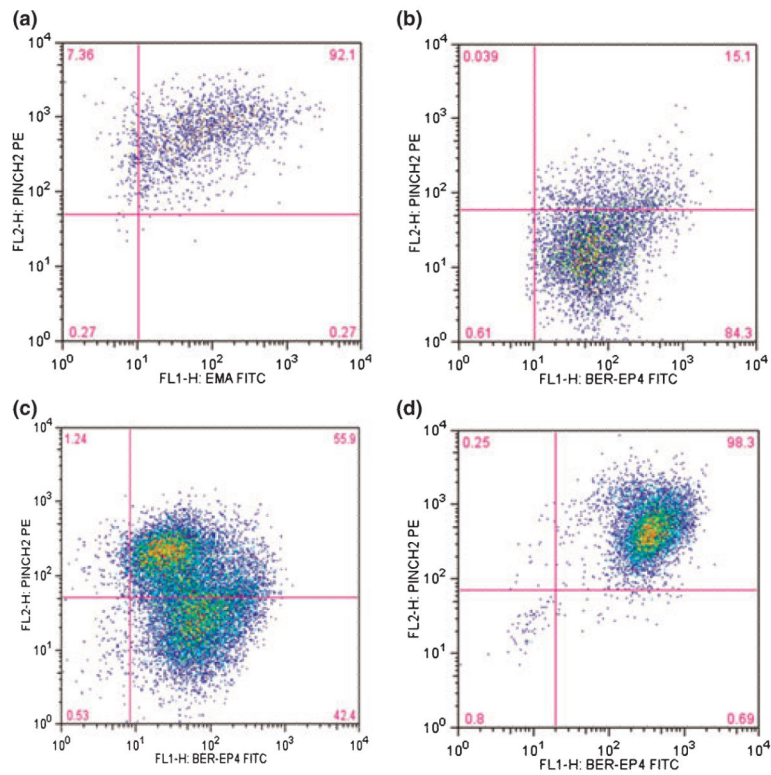 (a)
10^4
7.36 92.1
10^3
10^2
10^1
0.27 0.27
10^0
10^0 10^1 10^2 10^3 10^4
FL2-H: PINCH2 PE
FL1-H: EMA FITC
(b)
10^4
0.039 15.1
10^3
10^2
10^1
0.61 84.3
10^0
10^0 10^1 10^2 10^3 10^4
FL2-H: PINCH2 PE
FL1-H: BER-EP4 FITC
(c)
10^4
1.24 55.9
10^3
10^2
10^1
0.53 42.4
10^0
10^0 10^1 10^2 10^3 10^4
FL2-H: PINCH2 PE
FL1-H: BER-EP4 FITC
(d)
10^4
0.25 98.3
10^3
10^2
10^1
0.8 0.69
10^0
10^0 10^1 10^2 10^3 10^4
FL2-H: PINCH2 PE
FL1-H: BER-EP4 FITC